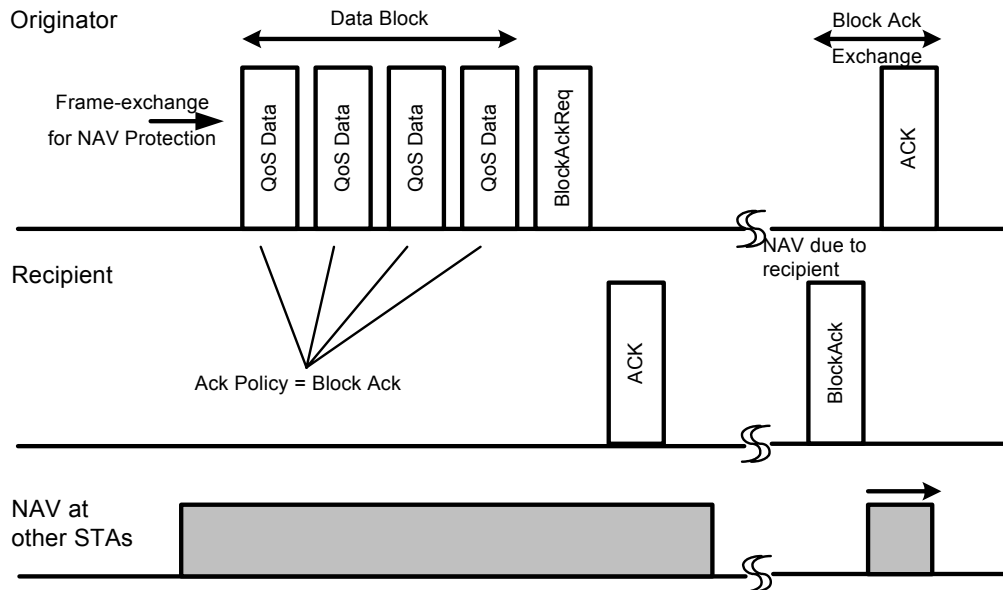 Originator
Data Block
Block Ack
Exchange
Frame-exchange
for NAV Protection
QoS Data
QoS Data
QoS Data
QoS Data
BlockAckReq
ACK
NAV due to
recipient
Recipient
Ack Policy = Block Ack
ACK
BlockAck
NAV at
other STAs